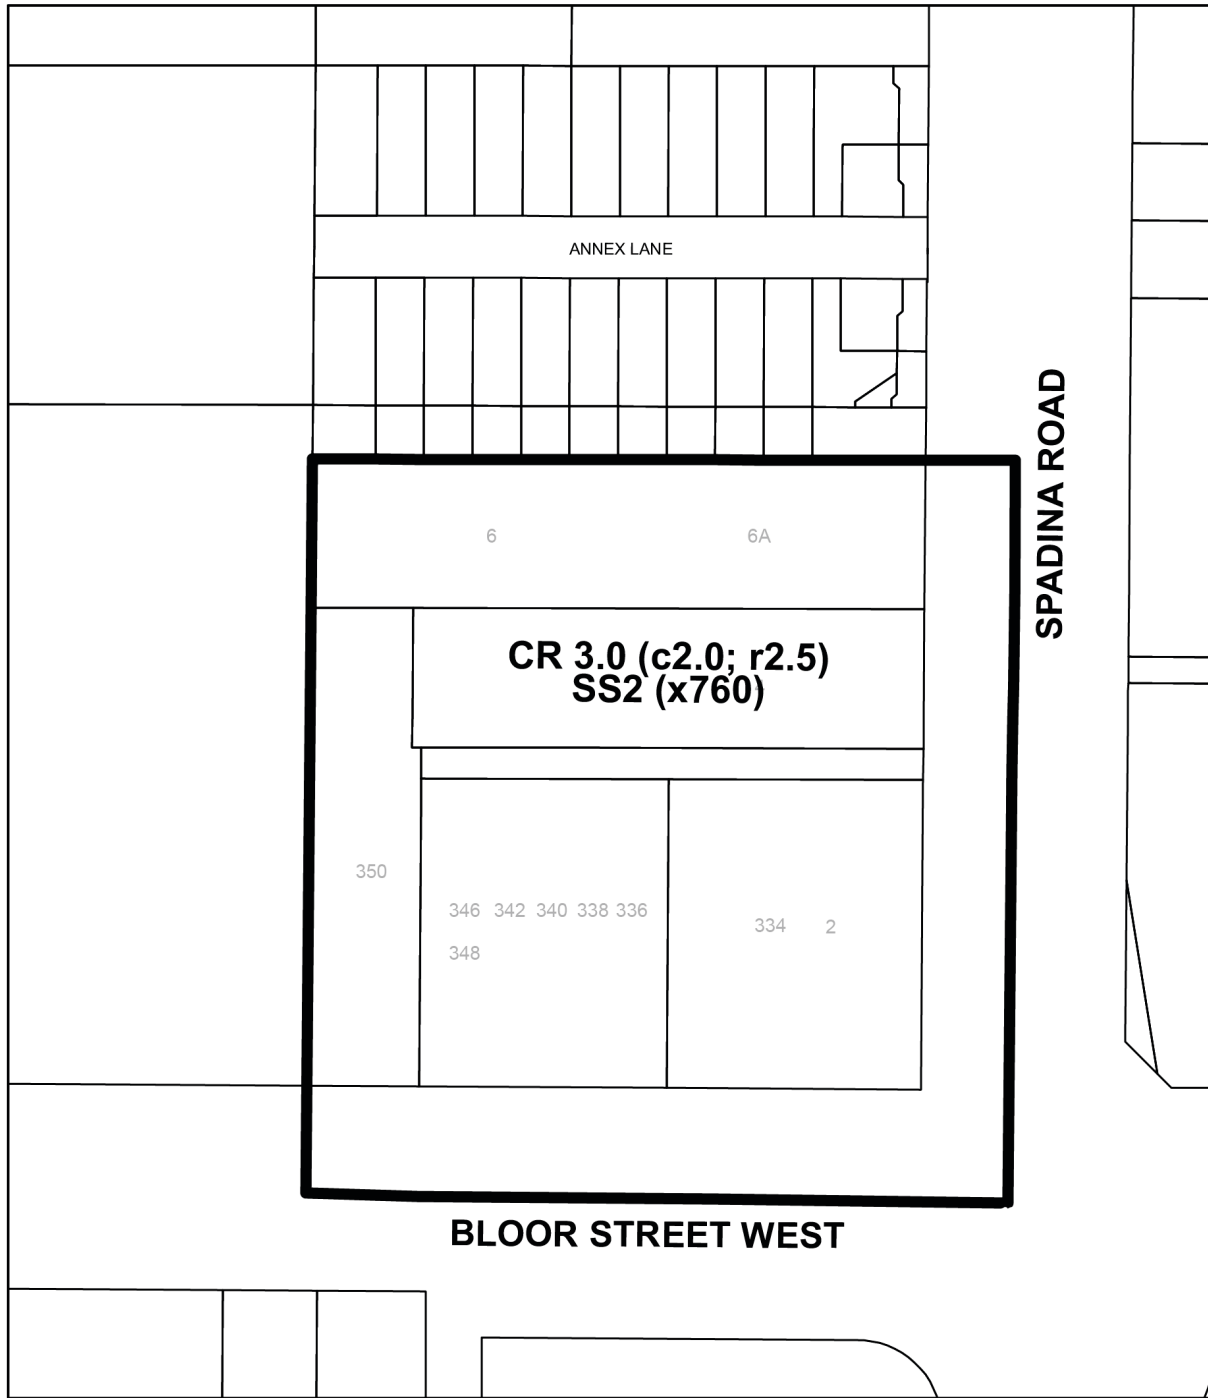 ANNEX LANE
SPADINA ROAD
6 6A
CR 3.0 (c2.0; r2.5)
SS2 (x760)
350
346 342 340 338 336
348
334 2
BLOOR STREET WEST